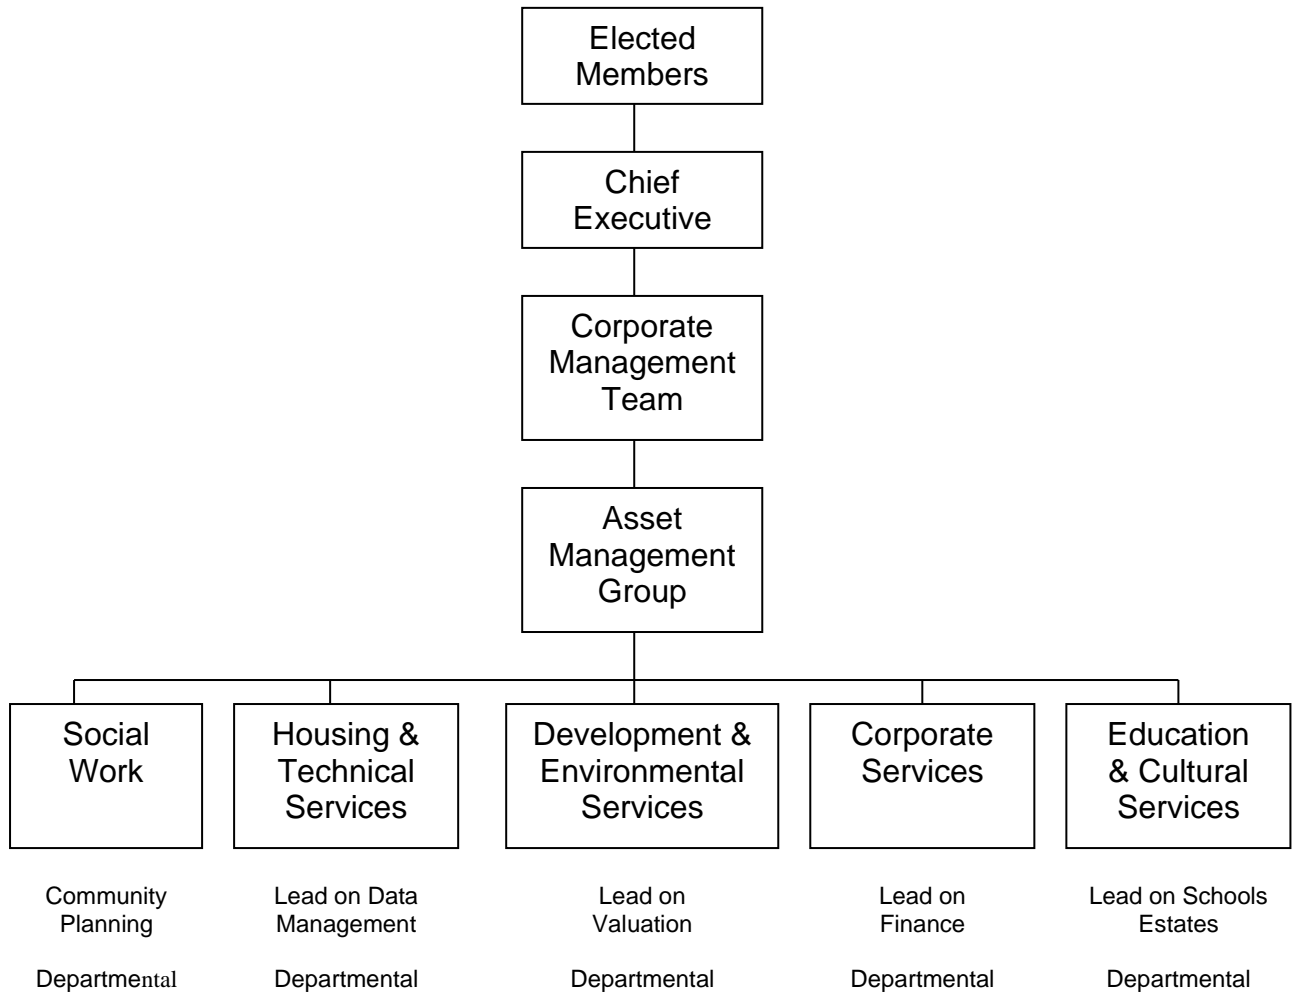 Elected
Members
Chief
Executive
Corporate
Management
Team
Asset
Management
Group
Social
Work
Housing &
Technical
Services
Development &
Environmental
Services
Corporate
Services
Education
& Cultural
Services
Community
Planning
Lead on Data
Management
Lead on
Valuation
Lead on
Finance
Lead on Schools
Estates
Departmental
Departmental
Departmental
Departmental
Departmental